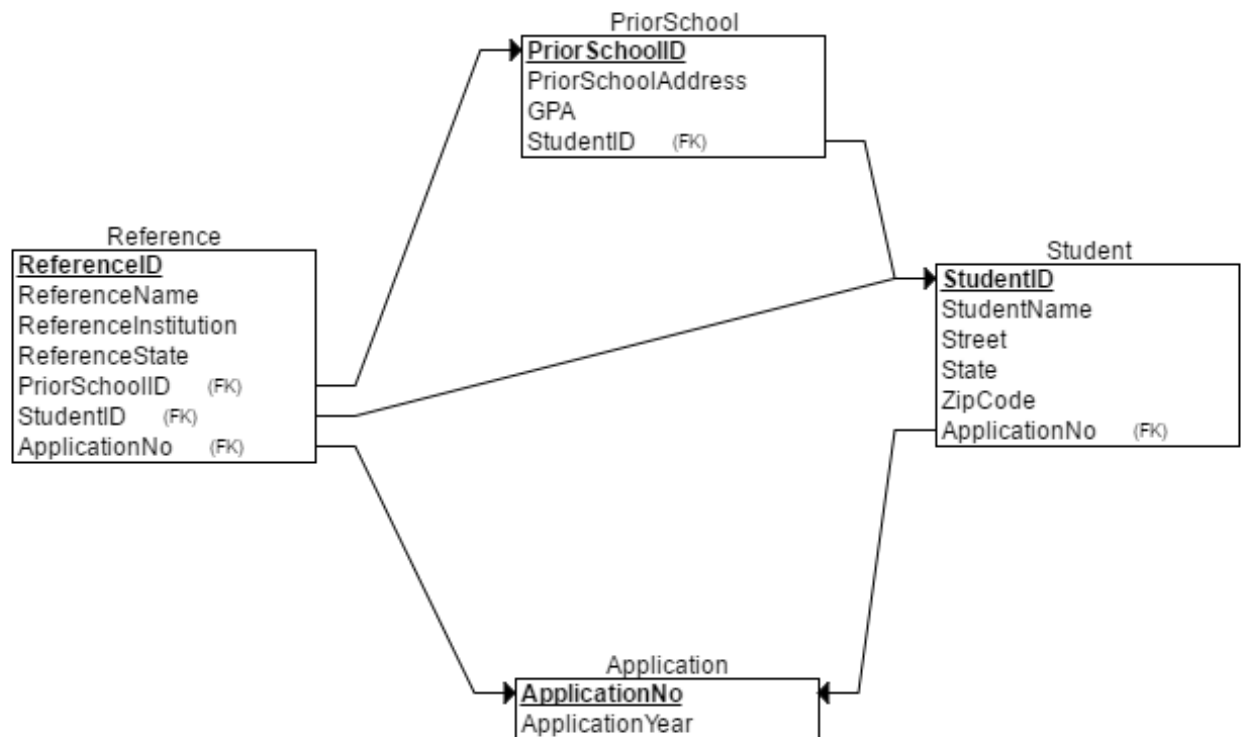 PriorSchool
PriorSchoolID
PriorSchoolAddress
GPA
StudentID (FK)
Reference
ReferenceID
ReferenceName
ReferenceInstitution
ReferenceState
PriorSchoolID (FK)
StudentID (FK)
ApplicationNo (FK)
Student
StudentID
StudentName
Street
State
ZipCode
ApplicationNo (FK)
Application
ApplicationNo
ApplicationYear